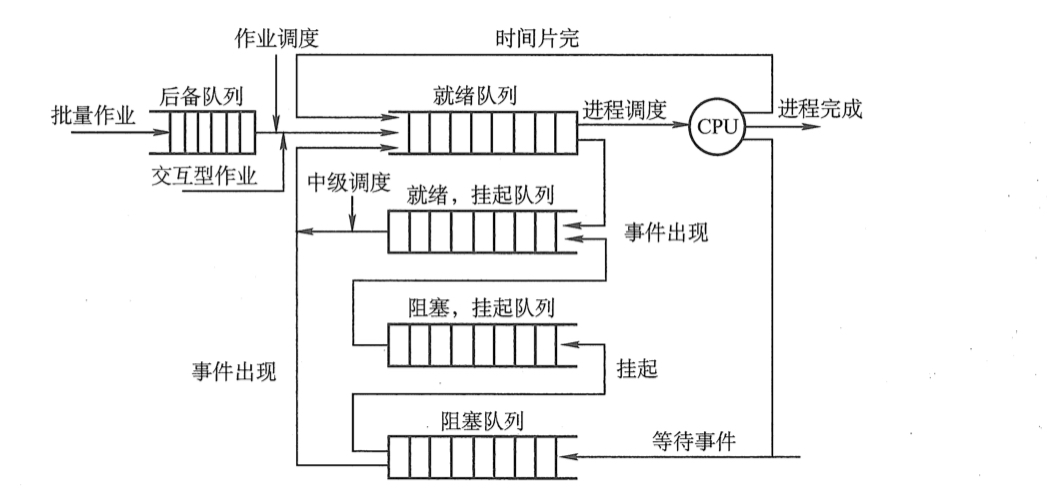 作业调度
时间片完
后备队列
就绪队列
批量作业
进程调度
CPU
进程完成
交互型作业
中级调度
就绪，挂起队列
事件出现
阻塞，挂起队列
事件出现
挂起
阻塞队列
等待事件